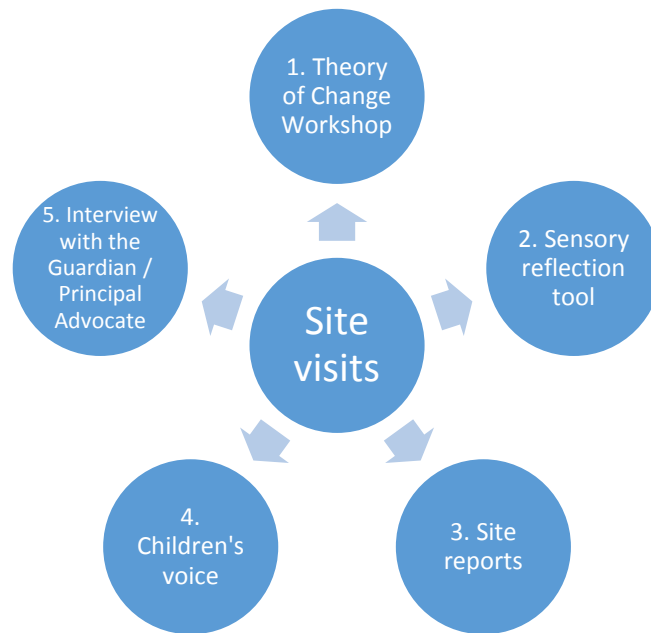 1. Theory
of Change
Workshop
2. Sensory
reflection
tool
3. Site
reports
4.
Children's
voice
5. Interview
with the
Guardian /
Principal
Advocate
Site
visits